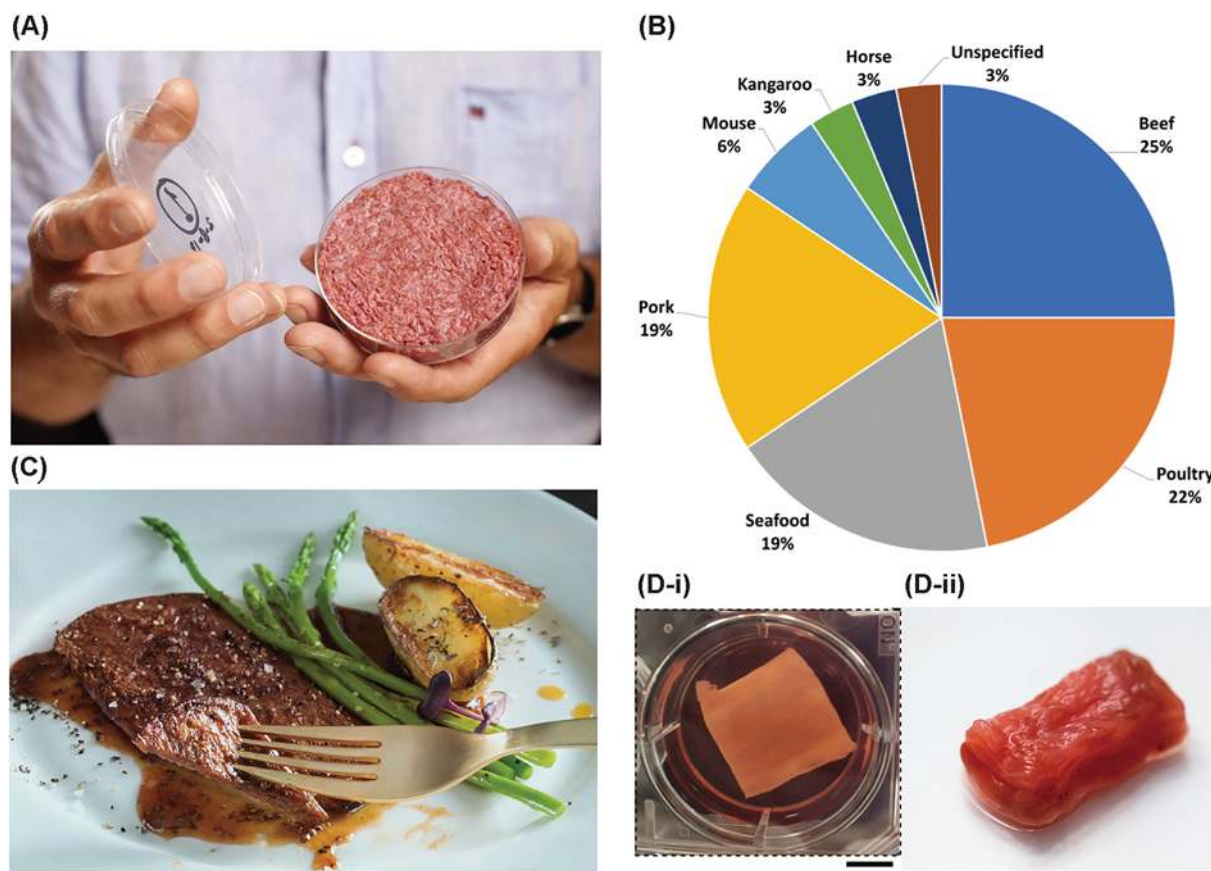 (A)
(B)
Unspecified
3%
Horse
3%
Kangaroo
3%
Mouse
6%
Beef
25%
Pork
19%
Poultry
22%
Seafood
19%
(C)
(D-i)
(D-ii)